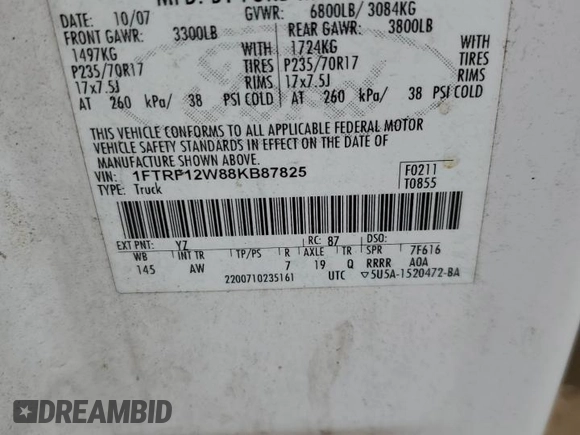 DATE: 10/07 GVWR: 6800LB/ 3084KG
FRONT GAWR: 3300LB REAR GAWR: 3800LB
1497KG WITH 1724KG WITH
P235/70R17 TIRES P235/70R17 TIRES
17x7.5J RIMS 17x7.5J RIMS
AT 260 kPa/ 38 PSI COLD AT 260 kPa/ 38 PSI COLD
THIS VEHICLE CONFORMS TO ALL APPLICABLE FEDERAL MOTOR
VEHICLE SAFETY STANDARDS IN EFFECT ON THE DATE OF
MANUFACTURE SHOWN ABOVE.
VIN: 1FTRF12W88KB87825 F0211
TYPE: Truck T0855
EXT PNT: YZ RC: 87 DSO:
WB INT TR TP/PS R AXLE TR SPR 7F616
145 AW 7 19 Q RRRR AOA
2200710235161 UTC 5U5A-1520472-BA
DREAMBID